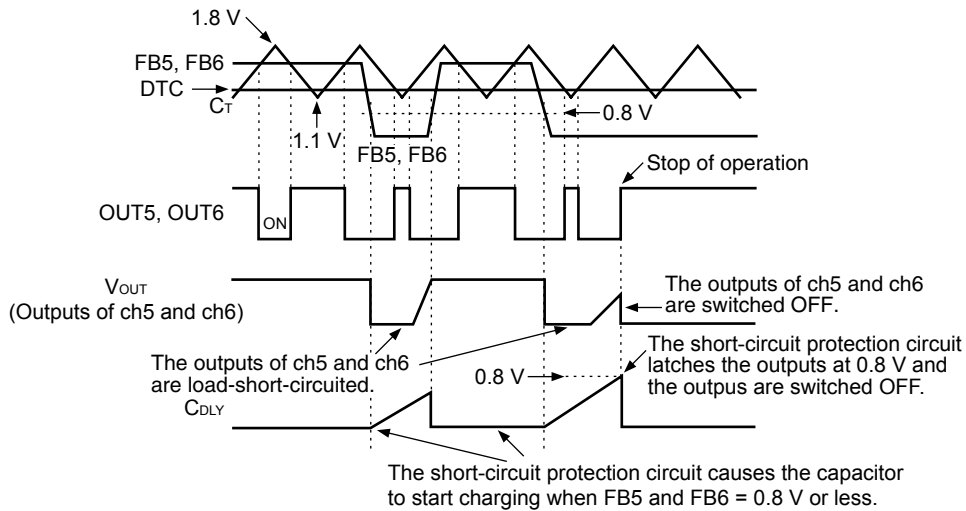 1.8 V
FB5, FB6
DTC
CT
0.8 V
1.1 V
FB5, FB6
Stop of operation
OUT5, OUT6
ON
VOUT
(Outputs of ch5 and ch6)
The outputs of ch5 and ch6
are switched OFF.
The outputs of ch5 and ch6
are load-short-circuited.
The short-circuit protection circuit
latches the outputs at 0.8 V and
the outpus are switched OFF.
0.8 V
CDLY
The short-circuit protection circuit causes the capacitor
to start charging when FB5 and FB6 = 0.8 V or less.